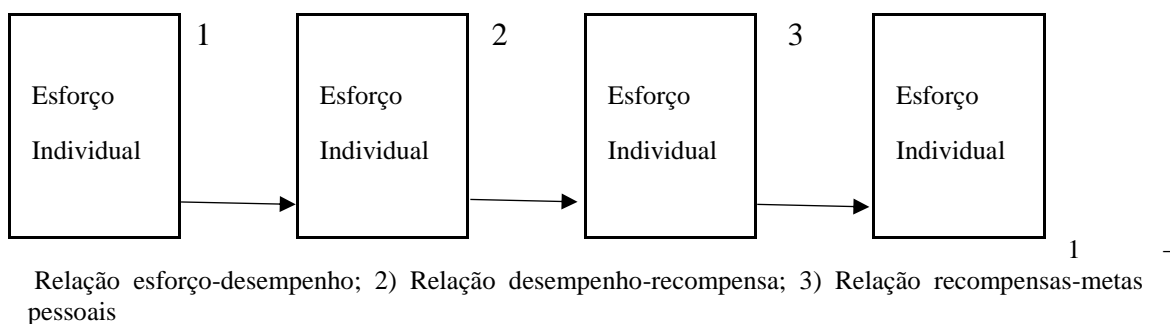 1 2 3
Esforço Esforço Esforço Esforço
Individual Individual Individual Individual
1 –
Relação esforço-desempenho; 2) Relação desempenho-recompensa; 3) Relação recompensas-metas
pessoais